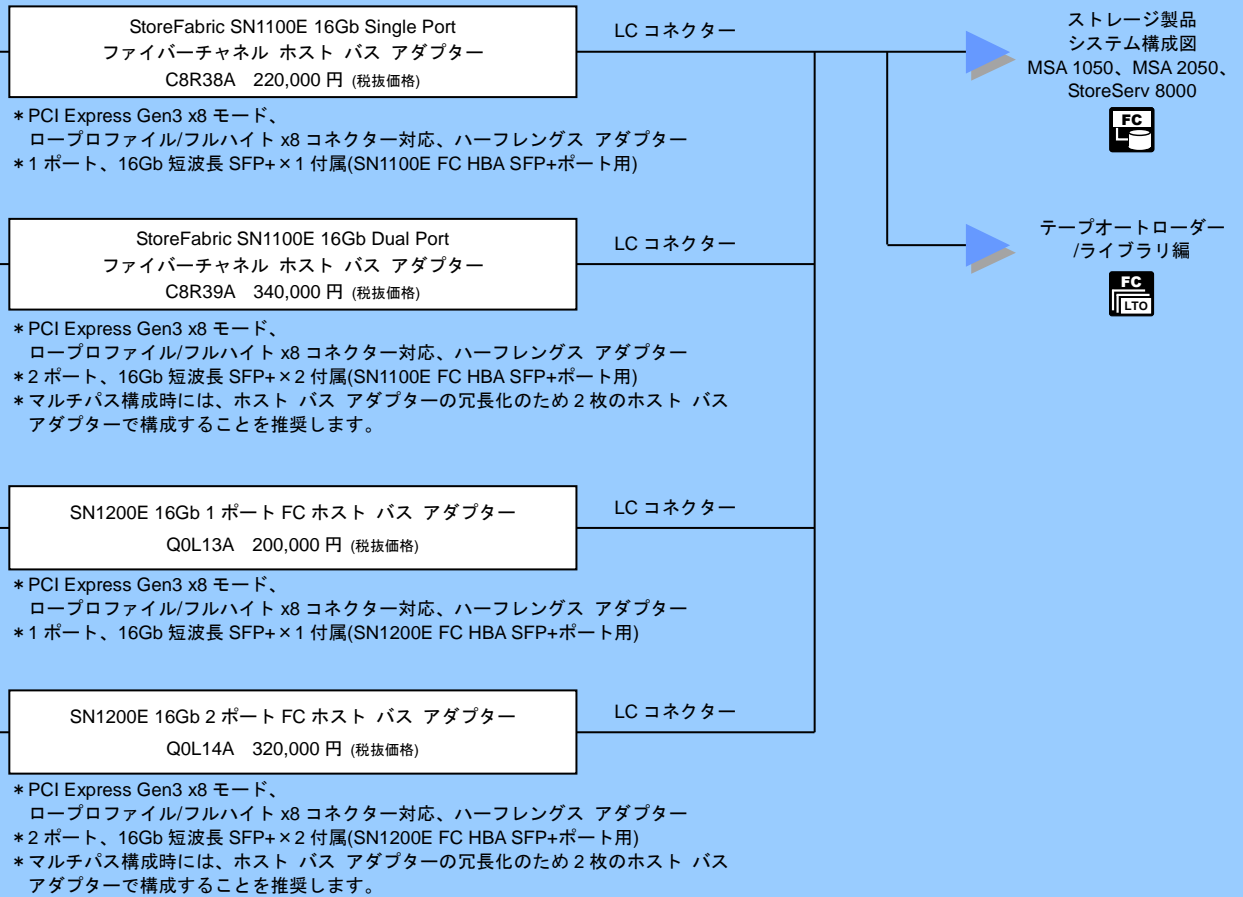 StoreFabric SN1100E 16Gb Single Port
ファイバーチャネル ホスト バス アダプター
C8R38A 220,000 円 (税抜価格)
LC コネクター
ストレージ製品
システム構成図
MSA 1050、MSA 2050、
StoreServ 8000
FC
＊PCI Express Gen3 x8 モード、
ロープロファイル/フルハイト x8 コネクター対応、ハーフレングス アダプター
＊1 ポート、16Gb 短波長 SFP+×1 付属(SN1100E FC HBA SFP+ポート用)
StoreFabric SN1100E 16Gb Dual Port
ファイバーチャネル ホスト バス アダプター
C8R39A 340,000 円 (税抜価格)
LC コネクター
テープオートローダー
/ライブラリ編
FC
LTO
＊PCI Express Gen3 x8 モード、
ロープロファイル/フルハイト x8 コネクター対応、ハーフレングス アダプター
＊2 ポート、16Gb 短波長 SFP+×2 付属(SN1100E FC HBA SFP+ポート用)
＊マルチパス構成時には、ホスト バス アダプターの冗長化のため 2 枚のホスト バス
アダプターで構成することを推奨します。
SN1200E 16Gb 1 ポート FC ホスト バス アダプター
Q0L13A 200,000 円 (税抜価格)
LC コネクター
＊PCI Express Gen3 x8 モード、
ロープロファイル/フルハイト x8 コネクター対応、ハーフレングス アダプター
＊1 ポート、16Gb 短波長 SFP+×1 付属(SN1200E FC HBA SFP+ポート用)
SN1200E 16Gb 2 ポート FC ホスト バス アダプター
Q0L14A 320,000 円 (税抜価格)
LC コネクター
＊PCI Express Gen3 x8 モード、
ロープロファイル/フルハイト x8 コネクター対応、ハーフレングス アダプター
＊2 ポート、16Gb 短波長 SFP+×2 付属(SN1200E FC HBA SFP+ポート用)
＊マルチパス構成時には、ホスト バス アダプターの冗長化のため 2 枚のホスト バス
アダプターで構成することを推奨します。